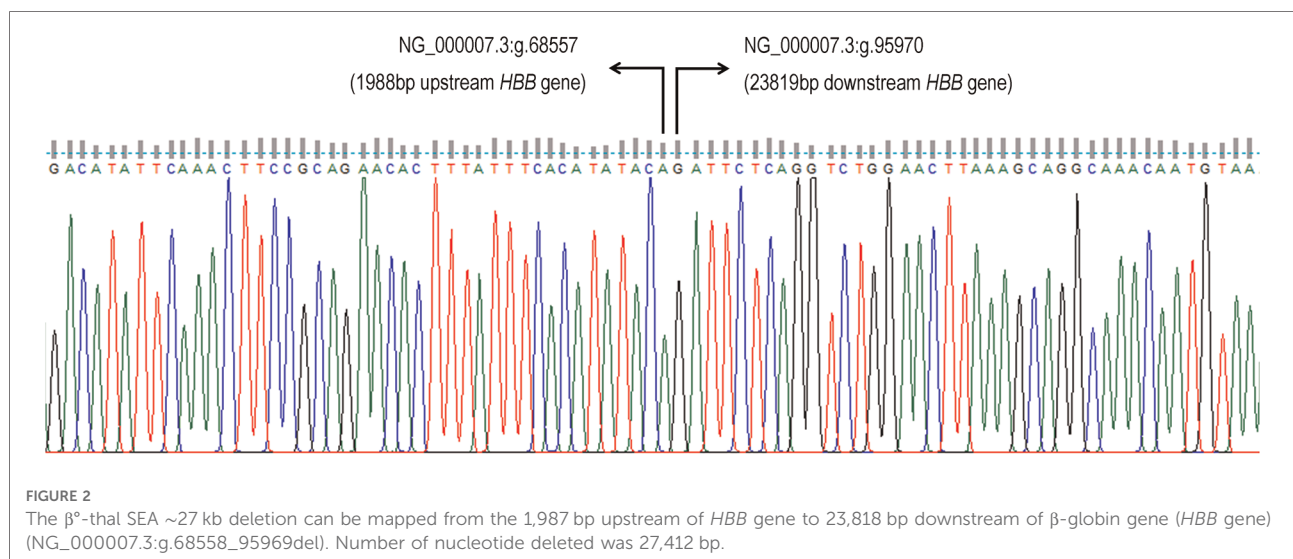 NG_000007.3:g.68557 NG_000007.3:g.95970
(1988bp upstream HBB gene) (23819bp downstream HBB gene)
GACATATTCAAACTTCCGCAGAACACTTTATTTCACATATACAGATTCTCAGGTCTGGAACTTAAAGCAGGCAAACAATGTAA
FIGURE 2
The β°-thal SEA ~27 kb deletion can be mapped from the 1,987 bp upstream of HBB gene to 23,818 bp downstream of β-globin gene (HBB gene)
(NG_000007.3:g.68558_95969del). Number of nucleotide deleted was 27,412 bp.